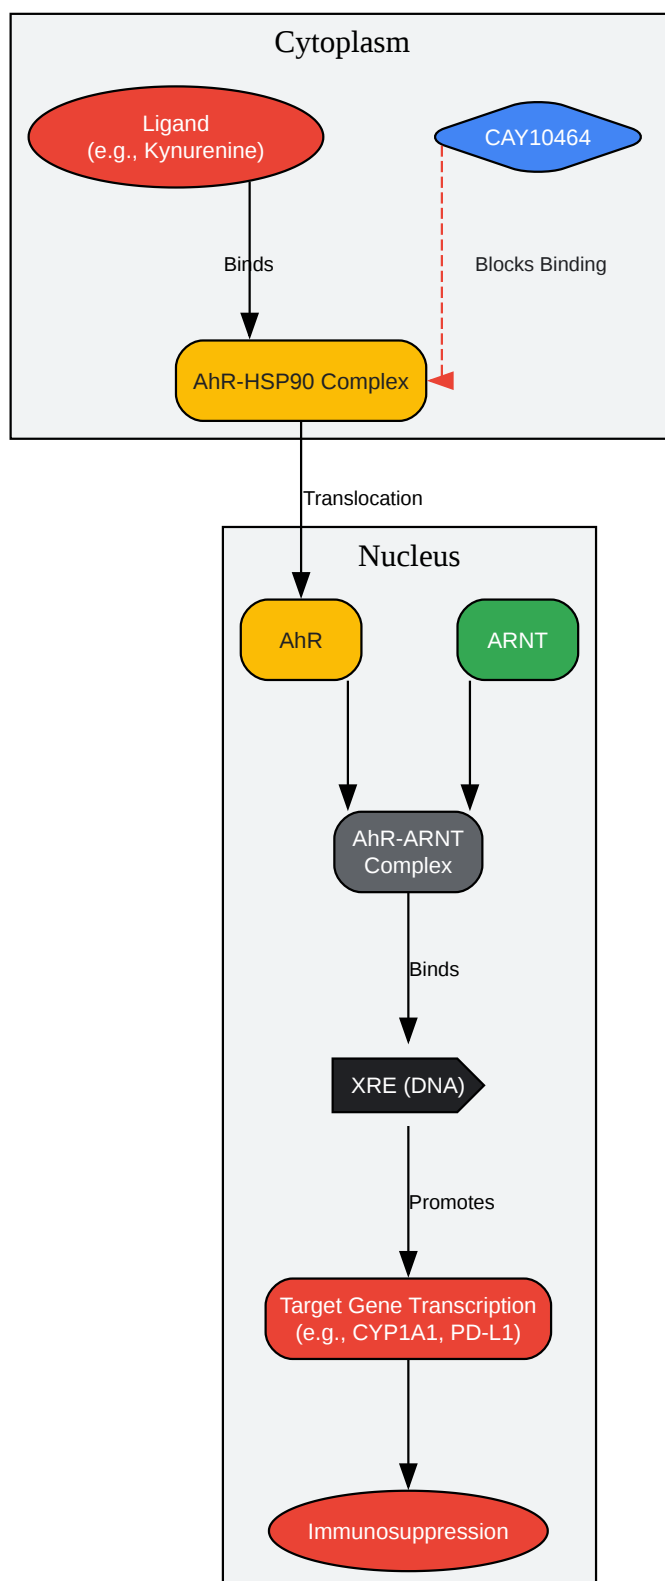 Cytoplasm
Ligand
(e.g., Kynurenine)
CAY10464
Binds
Blocks Binding
AhR-HSP90 Complex
Translocation
Nucleus
AhR
ARNT
AhR-ARNT
Complex
Binds
XRE (DNA)
Promotes
Target Gene Transcription
(e.g., CYP1A1, PD-L1)
Immunosuppression